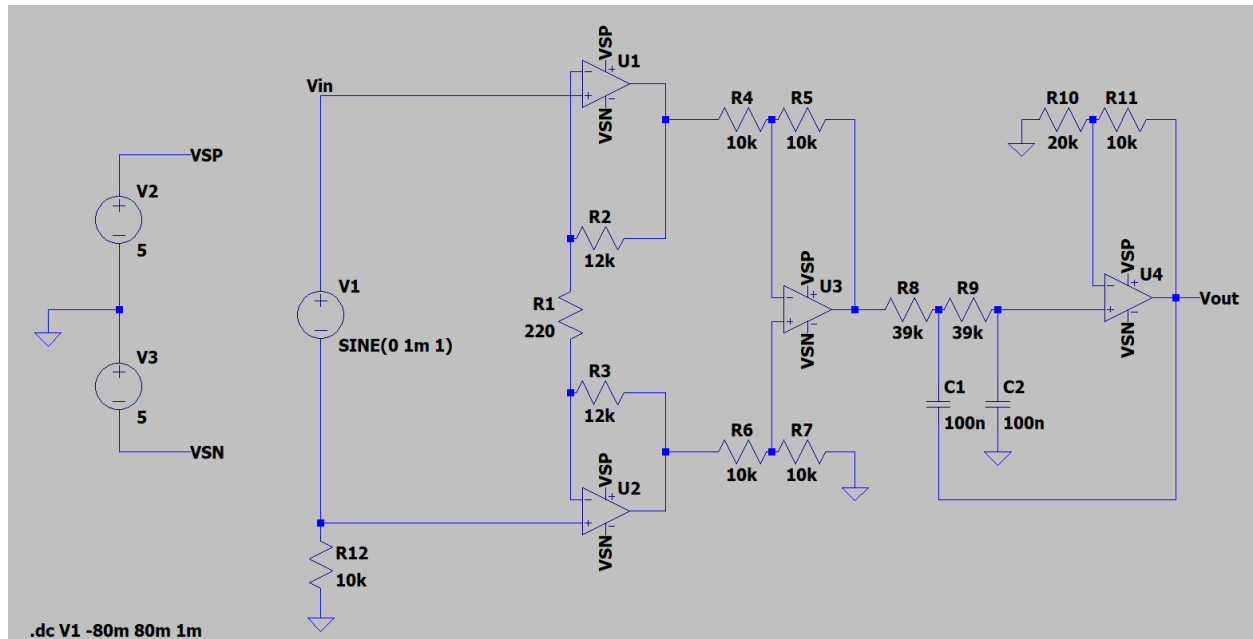 VSP
V2
5
V3
5
VSN
Vin
V1
SINE(0 1m 1)
R12
10k
VSP
U1
VSN
R2
12k
R1
220
R3
12k
VSP
U2
VSN
R4
10k
R5
10k
VSP
U3
VSN
R6
10k
R7
10k
R8
39k
R9
39k
C1
100n
C2
100n
R10
20k
R11
10k
VSP
U4
VSN
Vout
.dc V1 -80m 80m 1m